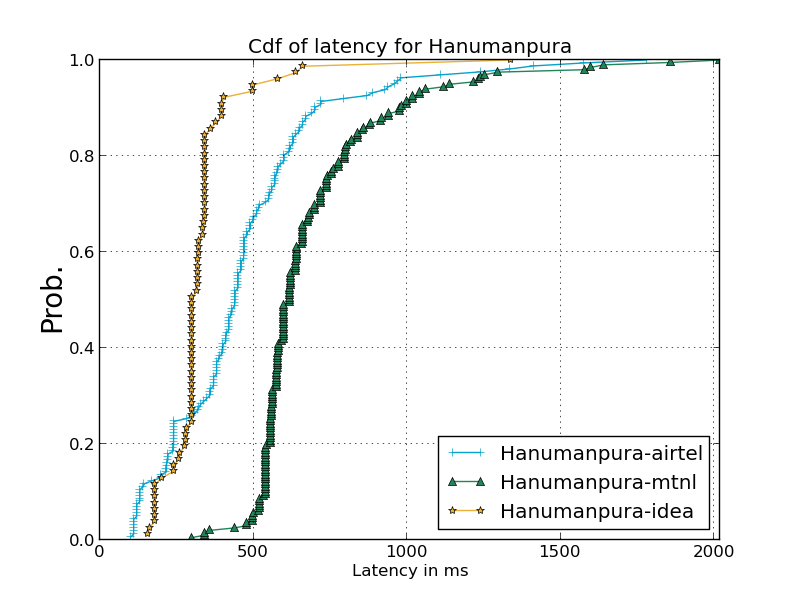 Cdf of latency for Hanumanpura
1.0
0.8
0.6
0.4
0.2
0.0
Prob.
Hanumanpura-airtel
Hanumanpura-mtnl
Hanumanpura-idea
0 500 1000 1500 2000
Latency in ms